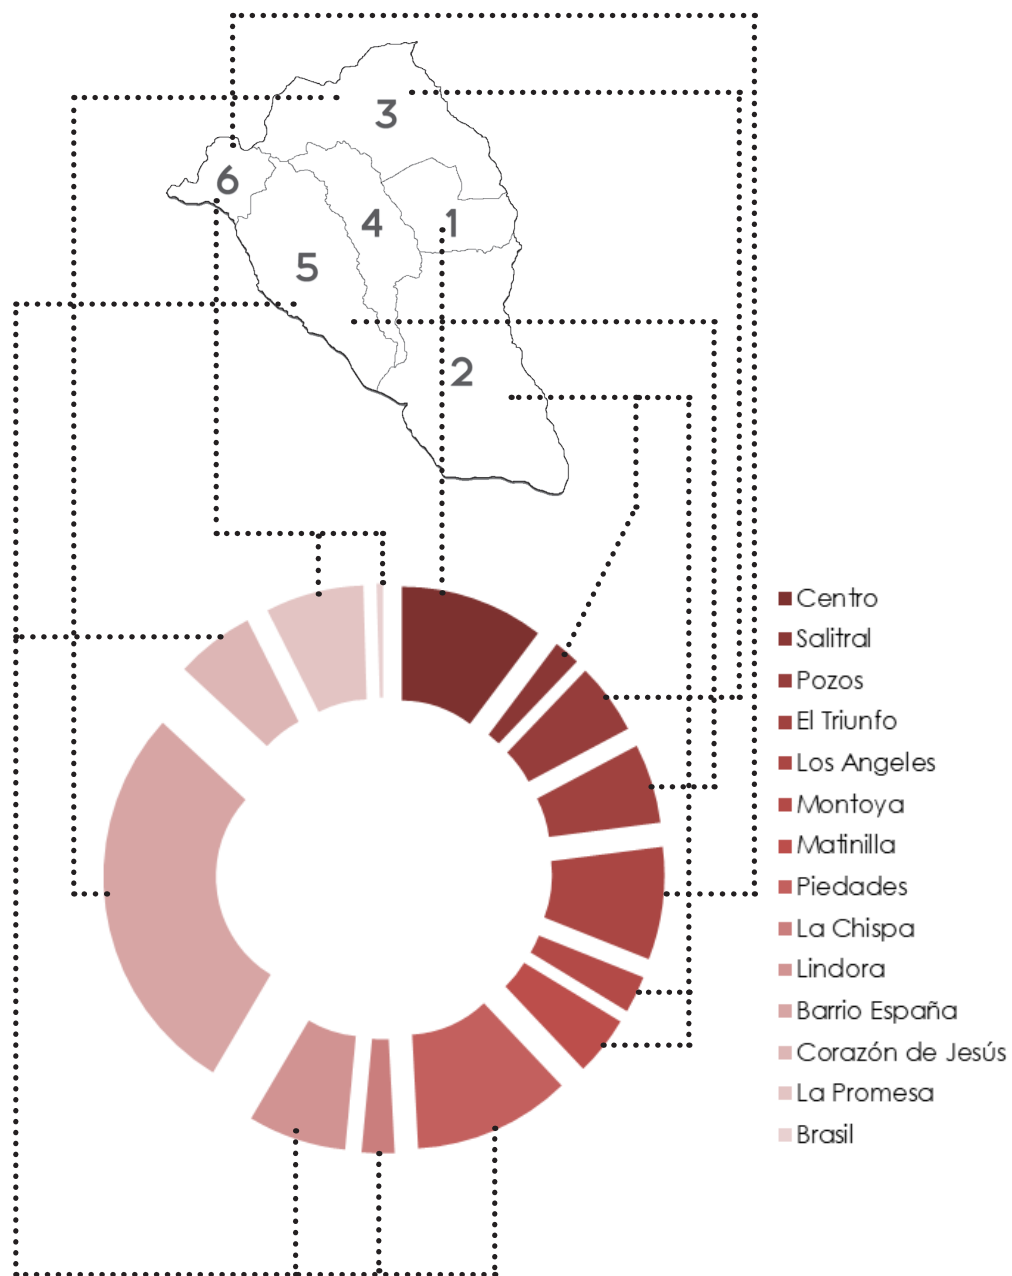 3
6
4
1
5
2
Centro
Salitral
Pozos
El Triunfo
Los Angeles
Montoya
Matinilla
Piedades
La Chispa
Lindora
Barrio España
Corazón de Jesús
La Promesa
Brasil